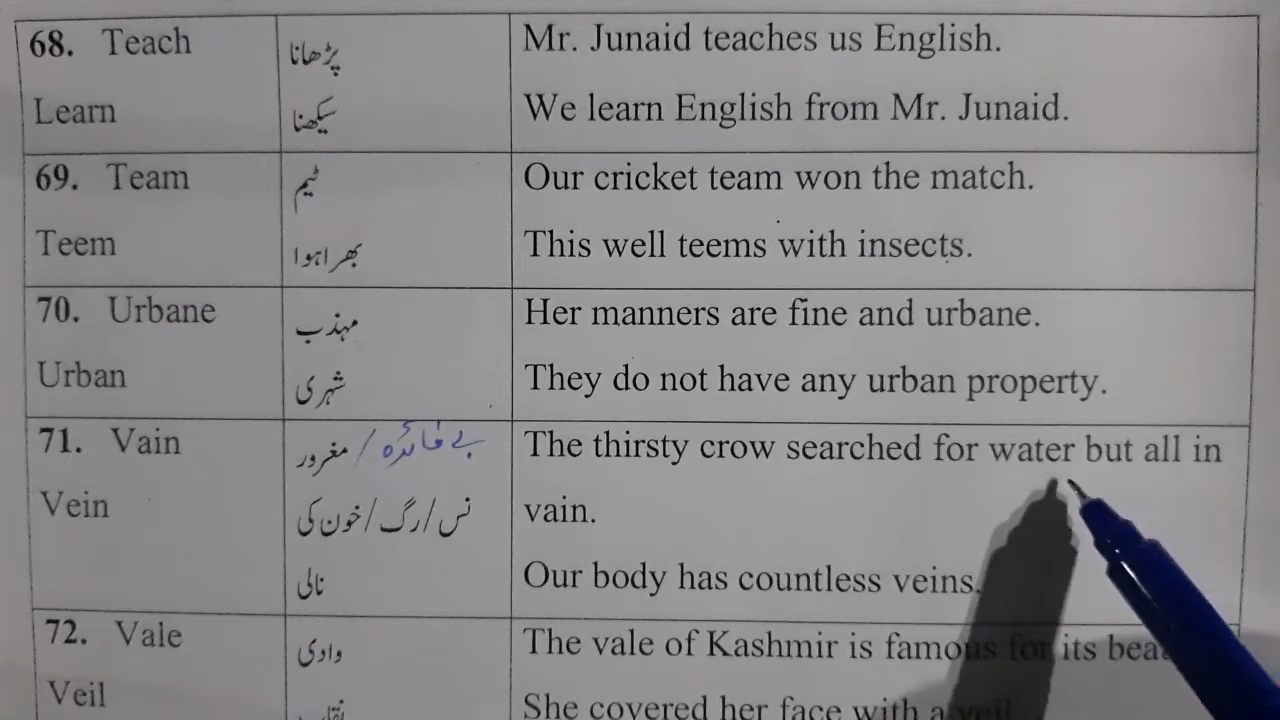 68. Teach پڑھانا Mr. Junaid teaches us English.
Learn سیکھنا We learn English from Mr. Junaid.
69. Team ٹیم Our cricket team won the match.
Teem بھرا ہوا This well teems with insects.
70. Urbane مہذب Her manners are fine and urbane.
Urban شہری They do not have any urban property.
71. Vain مغرور / بے فائدہ The thirsty crow searched for water but all in
Vein نس/رگ/خون کی vain.
نالی Our body has countless veins.
72. Vale وادی The vale of Kashmir is famous for its
Veil She covered her face with a veil